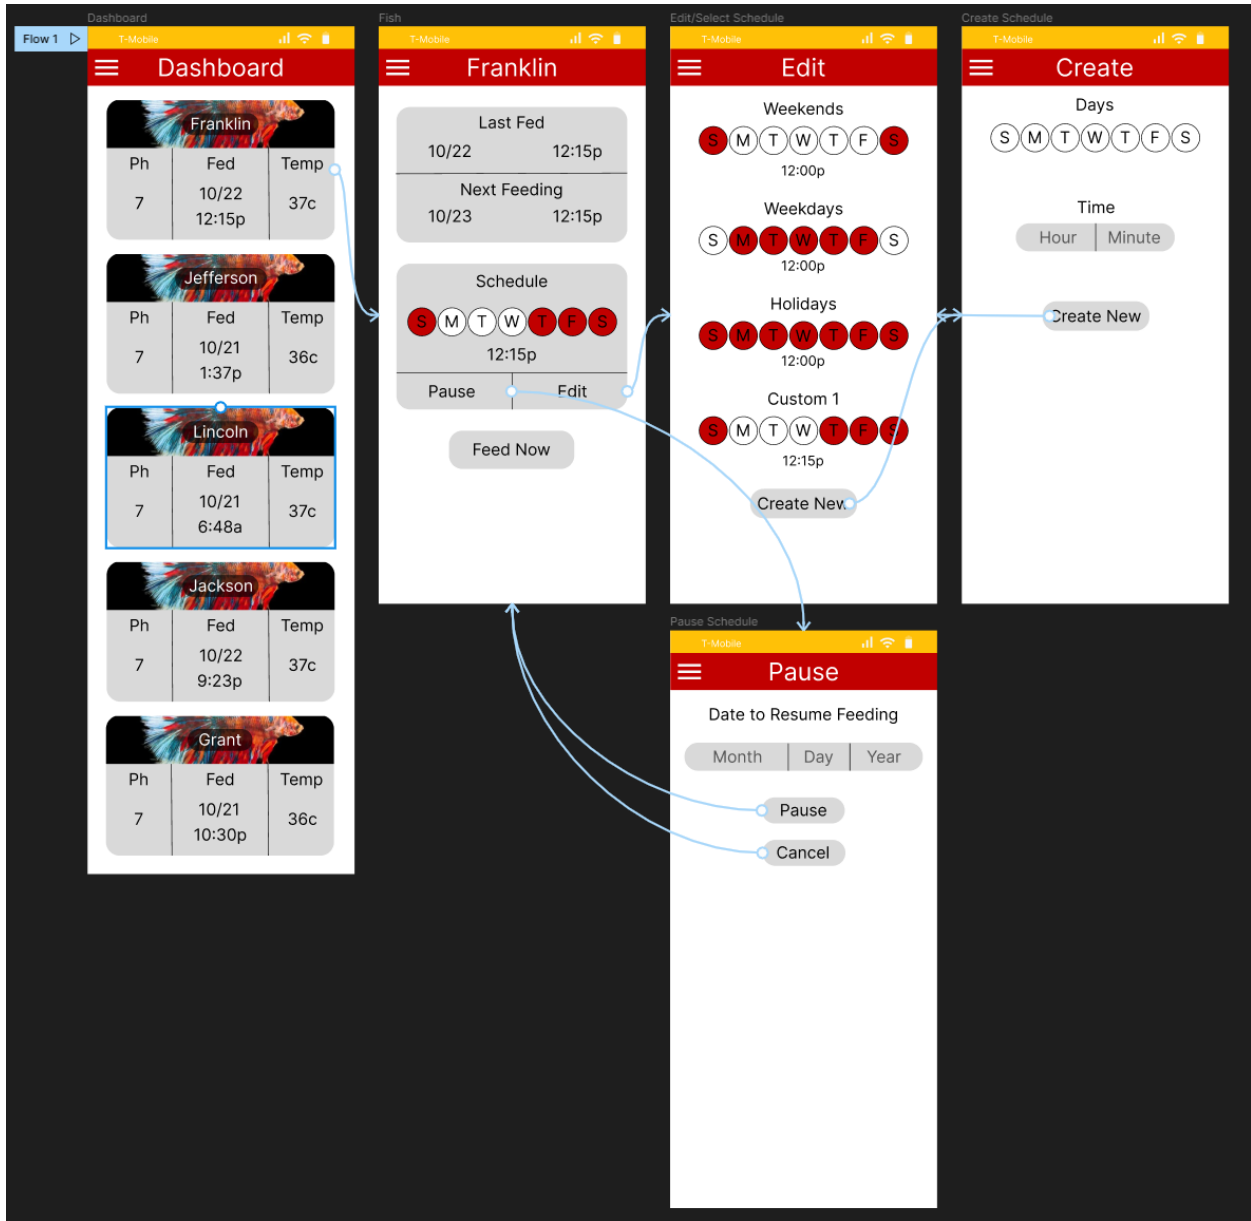 Flow 1
Dashboard
T-Mobile
Dashboard
Franklin
Ph Fed Temp
7 10/22 12:15p 37c
Jefferson
Ph Fed Temp
7 10/21 1:37p 36c
Lincoln
Ph Fed Temp
7 10/21 6:48a 37c
Jackson
Ph Fed Temp
7 10/22 9:23p 37c
Grant
Ph Fed Temp
7 10/21 10:30p 36c
Fish
T-Mobile
Franklin
Last Fed
10/22 12:15p
Next Feeding
10/23 12:15p
Schedule
S M T W T F S
12:15p
Pause Edit
Feed Now
Edit/Select Schedule
T-Mobile
Edit
Weekends
S M T W T F S
12:00p
Weekdays
S M T W T F S
12:00p
Holidays
S M T W T F S
12:00p
Custom 1
S M T W T F S
12:15p
Create New
Create Schedule
T-Mobile
Create
Days
S M T W T F S
Time
Hour Minute
Create New
Pause Schedule
T-Mobile
Pause
Date to Resume Feeding
Month Day Year
Pause
Cancel